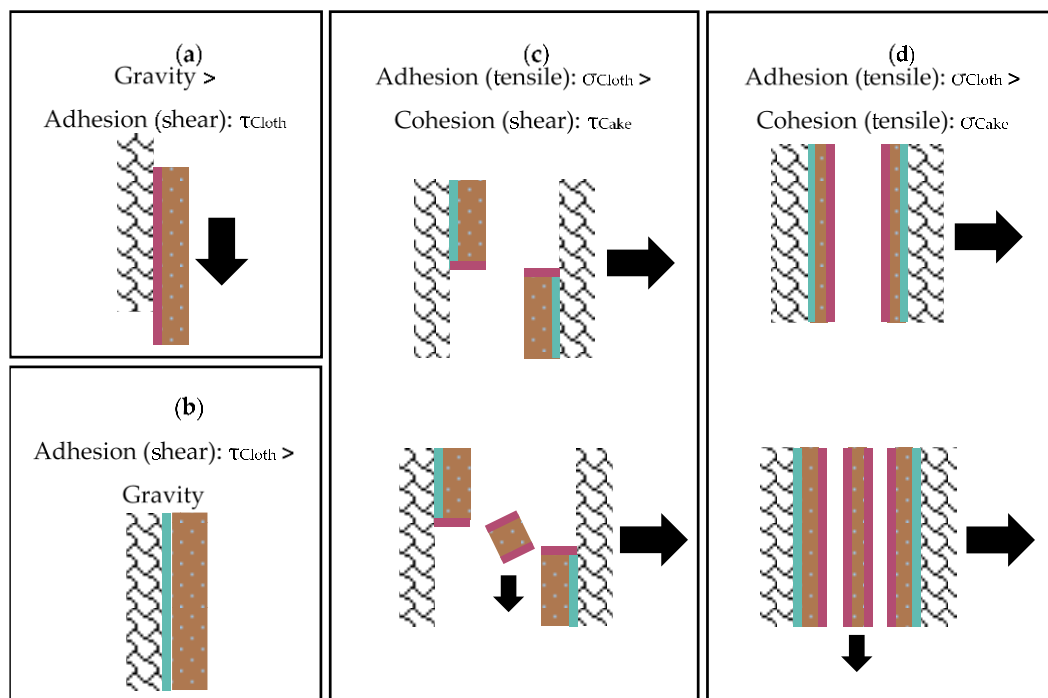 (a)
Gravity >
Adhesion (shear): τCloth
(b)
Adhesion (shear): τCloth >
Gravity
(c)
Adhesion (tensile): σCloth >
Cohesion (shear): τCake
(d)
Adhesion (tensile): σCloth >
Cohesion (tensile): σCake